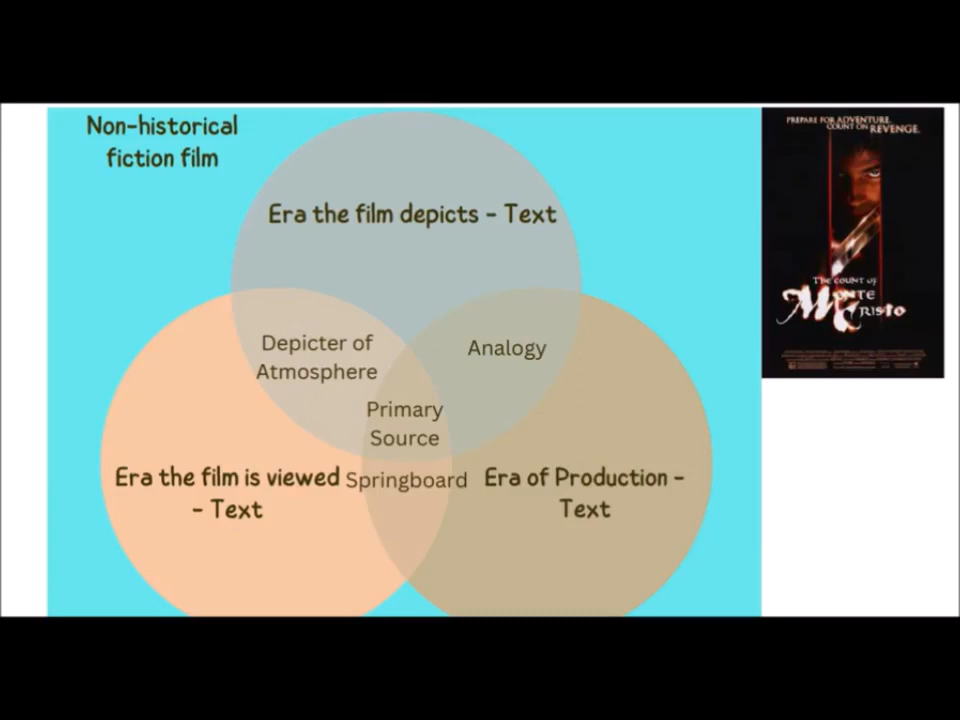 Non-historical
fiction film
Era the film depicts - Text
Depicter of
Atmosphere
Analogy
Primary
Source
Era the film is viewed
- Text
Springboard
Era of Production -
Text
PREPARE FOR ADVENTURE.
COUNT ON REVENGE.
THE COUNT OF
MONTE
CRISTO